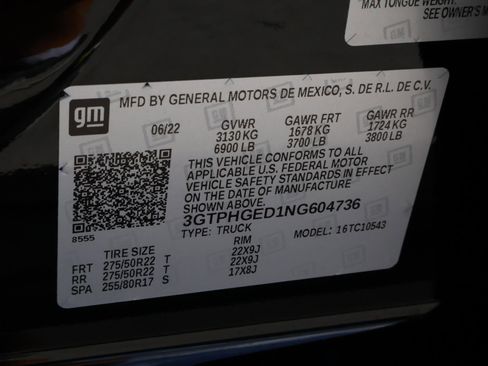 MAX TONGUE WEIGHT:
SEE OWNER'S M
gm
MFD BY GENERAL MOTORS DE MEXICO, S. DE R.L. DE C.V.
06/22 GVWR GAWR FRT GAWR RR
3130 KG 1678 KG 1724 KG
6900 LB 3700 LB 3800 LB
THIS VEHICLE CONFORMS TO ALL
APPLICABLE U.S. FEDERAL MOTOR
VEHICLE SAFETY STANDARDS IN EFFECT
ON THE DATE OF MANUFACTURE SHOWN ABOVE.
3GTPHGED1NG604736
8555 TYPE: TRUCK MODEL: 16TC10543
TIRE SIZE RIM
FRT 275/50R22 T 22X9J
RR 275/50R22 T 22X9J
SPA 255/80R17 S 17X8J